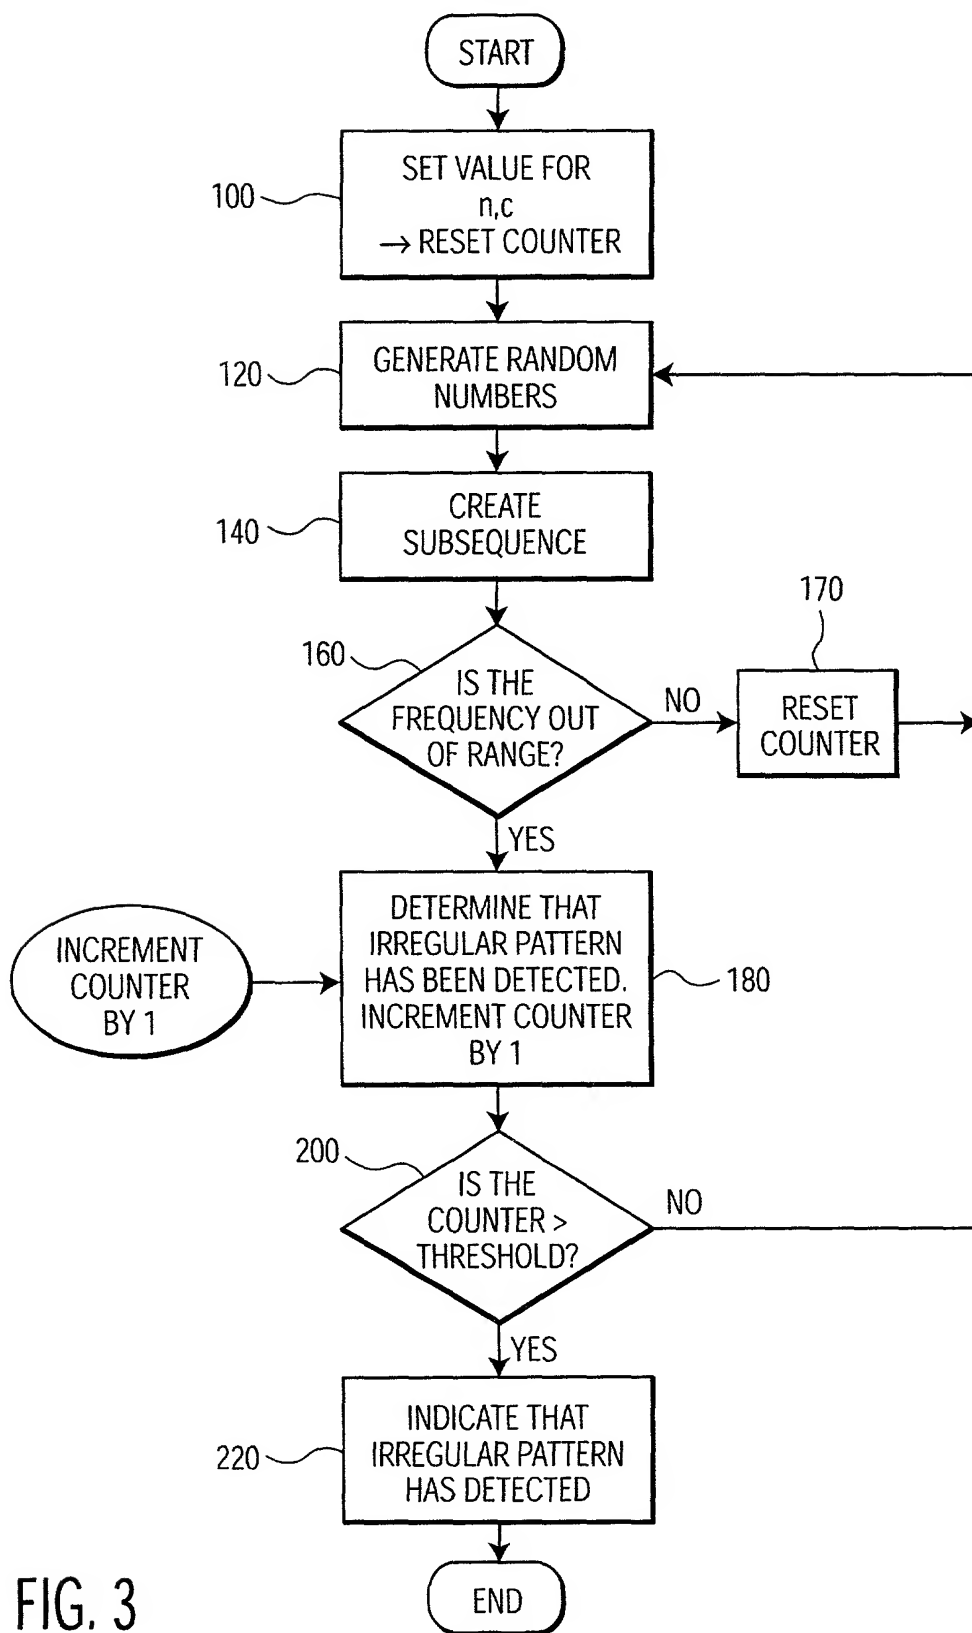 START
100
SET VALUE FOR
n,c
→ RESET COUNTER
120
GENERATE RANDOM
NUMBERS
140
CREATE
SUBSEQUENCE
160
IS THE
FREQUENCY OUT
OF RANGE?
NO
170
RESET
COUNTER
YES
INCREMENT
COUNTER
BY 1
DETERMINE THAT
IRREGULAR PATTERN
HAS BEEN DETECTED.
INCREMENT COUNTER
BY 1
180
200
IS THE
COUNTER >
THRESHOLD?
NO
YES
220
INDICATE THAT
IRREGULAR PATTERN
HAS DETECTED
END
FIG. 3